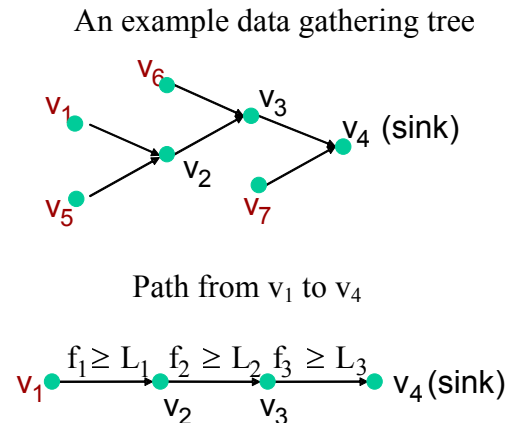 An example data gathering tree
v₆
v₁
v₃
v₄ (sink)
v₂
v₅
v₇
Path from v₁ to v₄
f₁ ≥ L₁ f₂ ≥ L₂ f₃ ≥ L₃
v₁ v₄ (sink)
v₂ v₃